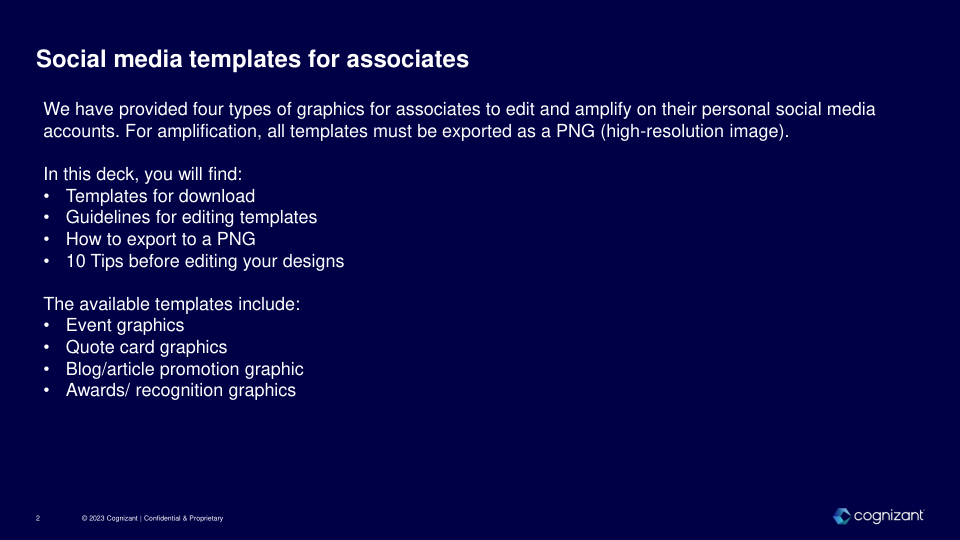 Social media templates for associates
We have provided four types of graphics for associates to edit and amplify on their personal social media
accounts. For amplification, all templates must be exported as a PNG (high-resolution image).
In this deck, you will find:
• Templates for download
• Guidelines for editing templates
• How to export to a PNG
• 10 Tips before editing your designs
The available templates include:
• Event graphics
• Quote card graphics
• Blog/article promotion graphic
• Awards/ recognition graphics
2 © 2023 Cognizant | Confidential & Proprietary
cognizant